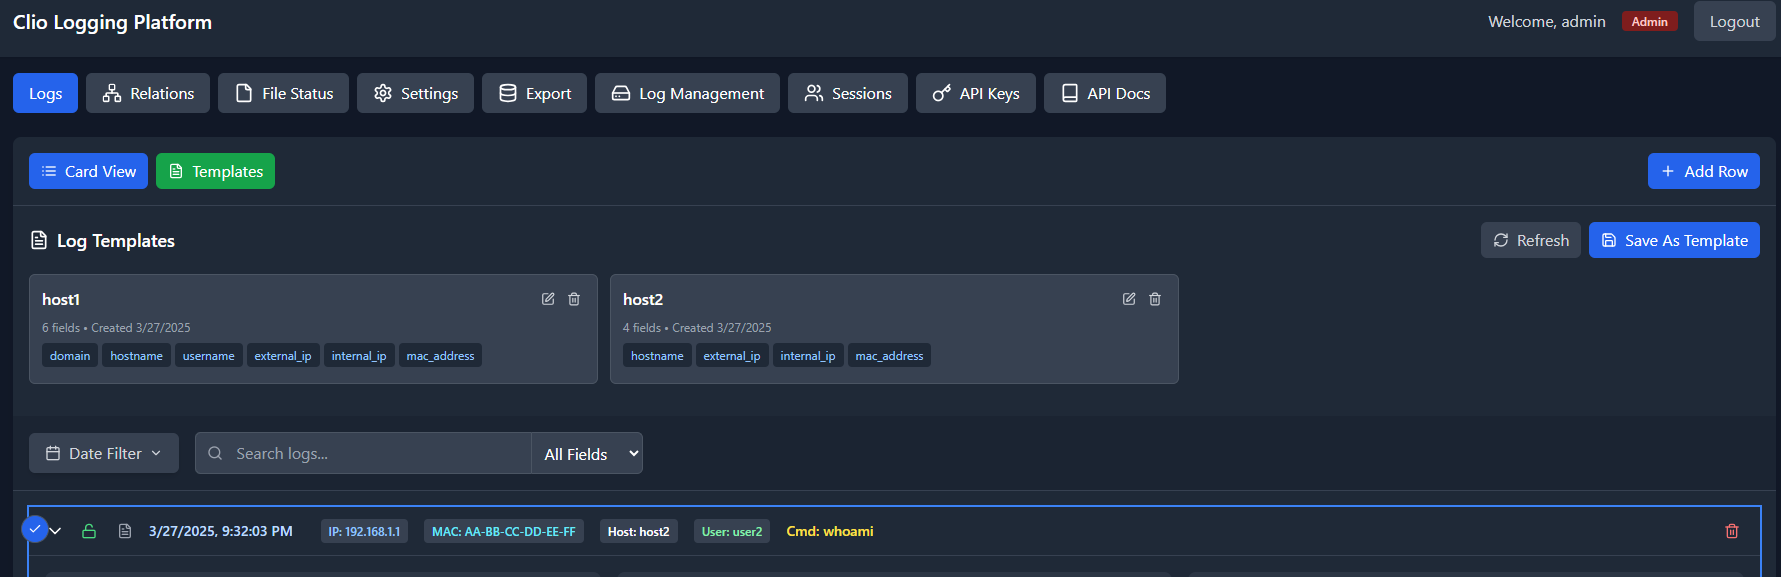 Clio Logging Platform
Welcome, admin Admin Logout
Logs Relations File Status Settings Export Log Management Sessions API Keys API Docs
Card View Templates Add Row
Log Templates Refresh Save As Template
host1
6 fields • Created 3/27/2025
domain hostname username external_ip internal_ip mac_address
host2
4 fields • Created 3/27/2025
hostname external_ip internal_ip mac_address
Date Filter Search logs... All Fields
3/27/2025, 9:32:03 PM IP: 192.168.1.1 MAC: AA-BB-CC-DD-EE-FF Host: host2 User: user2 Cmd: whoami